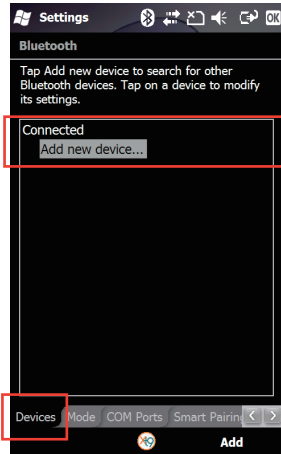 Settings OK
Bluetooth
Tap Add new device to search for other
Bluetooth devices. Tap on a device to modify
its settings.
Connected
Add new device...
Devices Mode COM Ports Smart Pairing
Add